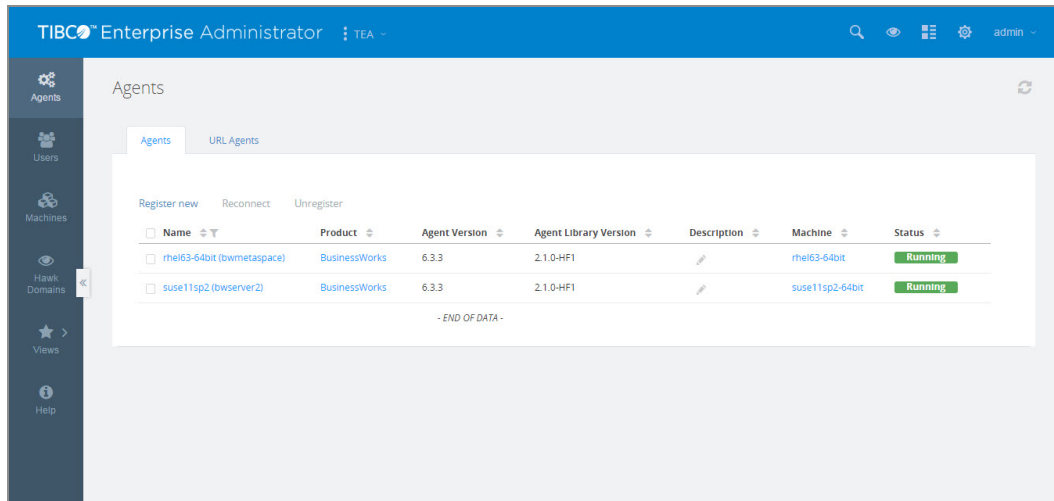 TIBCO™ Enterprise Administrator TEA admin
Agents
Users
Machines
Hawk
Domains
Views
Help
Agents
Agents URL Agents
Register new Reconnect Unregister
Name Product Agent Version Agent Library Version Description Machine Status
rhel63-64bit (bwmetaspace) BusinessWorks 6.3.3 2.1.0-HF1 rhel63-64bit Running
suse11sp2 (bwserver2) BusinessWorks 6.3.3 2.1.0-HF1 suse11sp2-64bit Running
- END OF DATA -